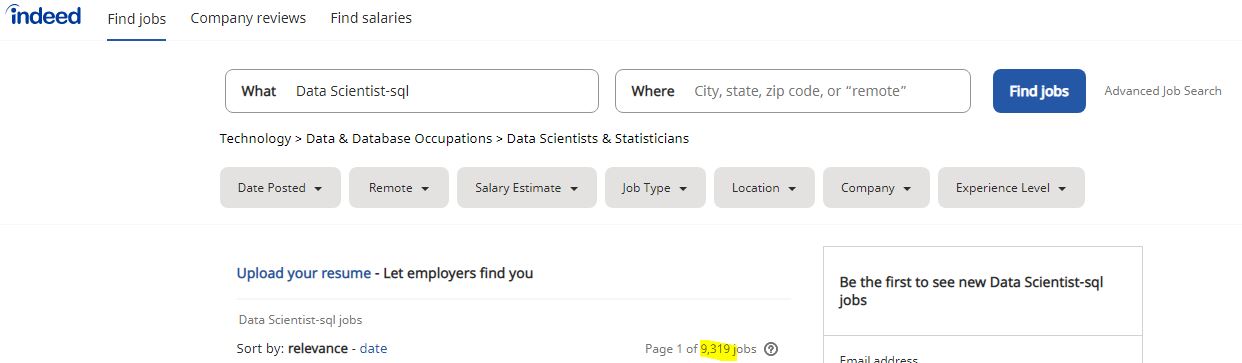 indeed Find jobs Company reviews Find salaries
What Data Scientist-sql Where City, state, zip code, or “remote” Find jobs Advanced Job Search
Technology > Data & Database Occupations > Data Scientists & Statisticians
Date Posted Remote Salary Estimate Job Type Location Company Experience Level
Upload your resume - Let employers find you
Data Scientist-sql jobs
Sort by: relevance - date Page 1 of 9,319 jobs ?
Be the first to see new Data Scientist-sql
jobs
Email address